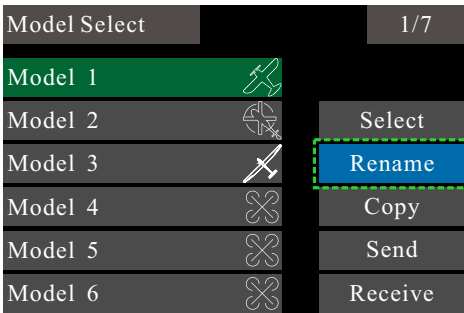 Model Select 1/7
Model 1
Model 2 Select
Model 3 Rename
Model 4 Copy
Model 5 Send
Model 6 Receive